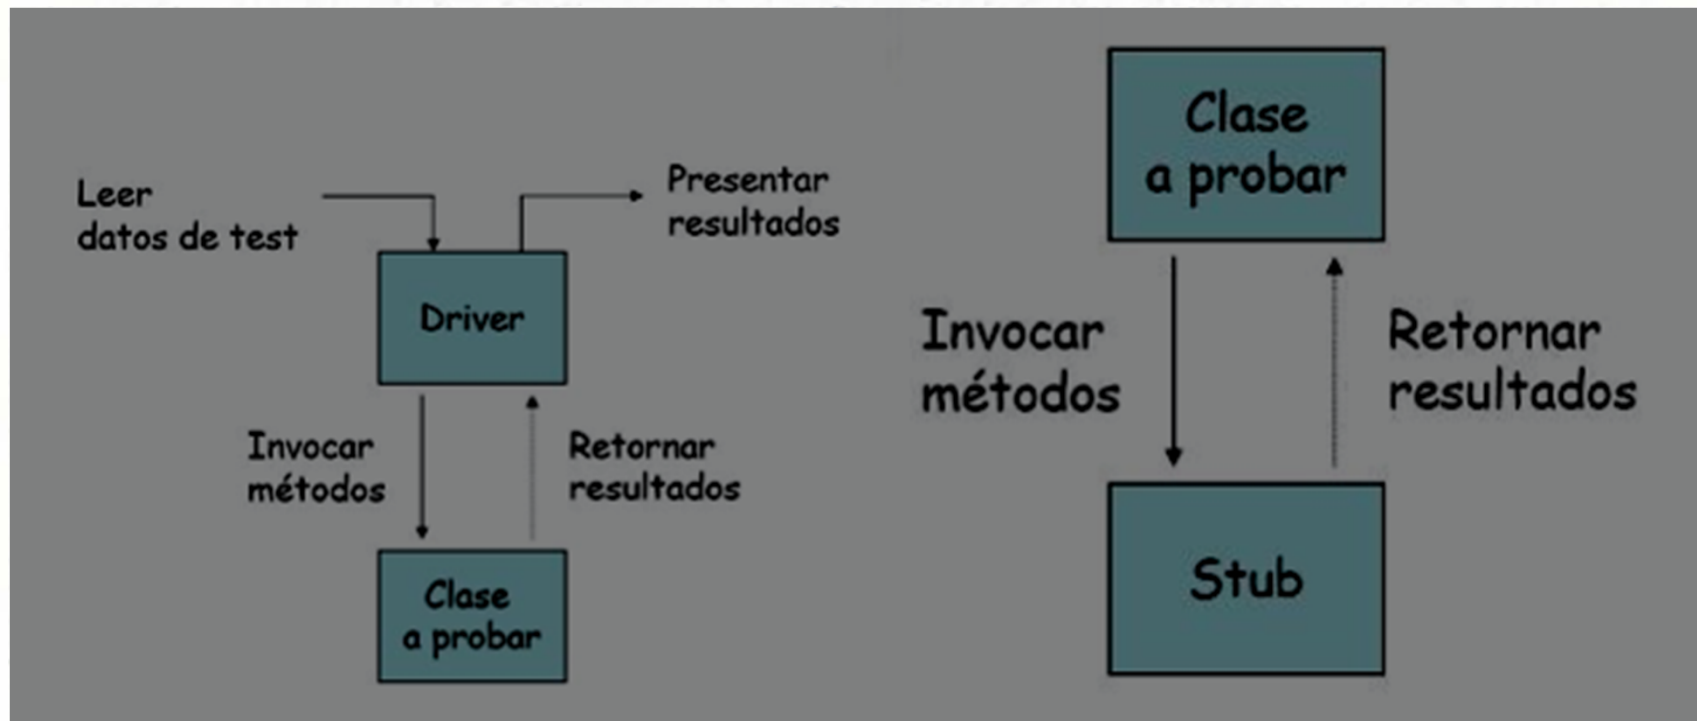 Leer
datos de test
Presentar
resultados
Driver
Invocar
métodos
Retornar
resultados
Clase
a probar
Clase
a probar
Invocar
métodos
Retornar
resultados
Stub